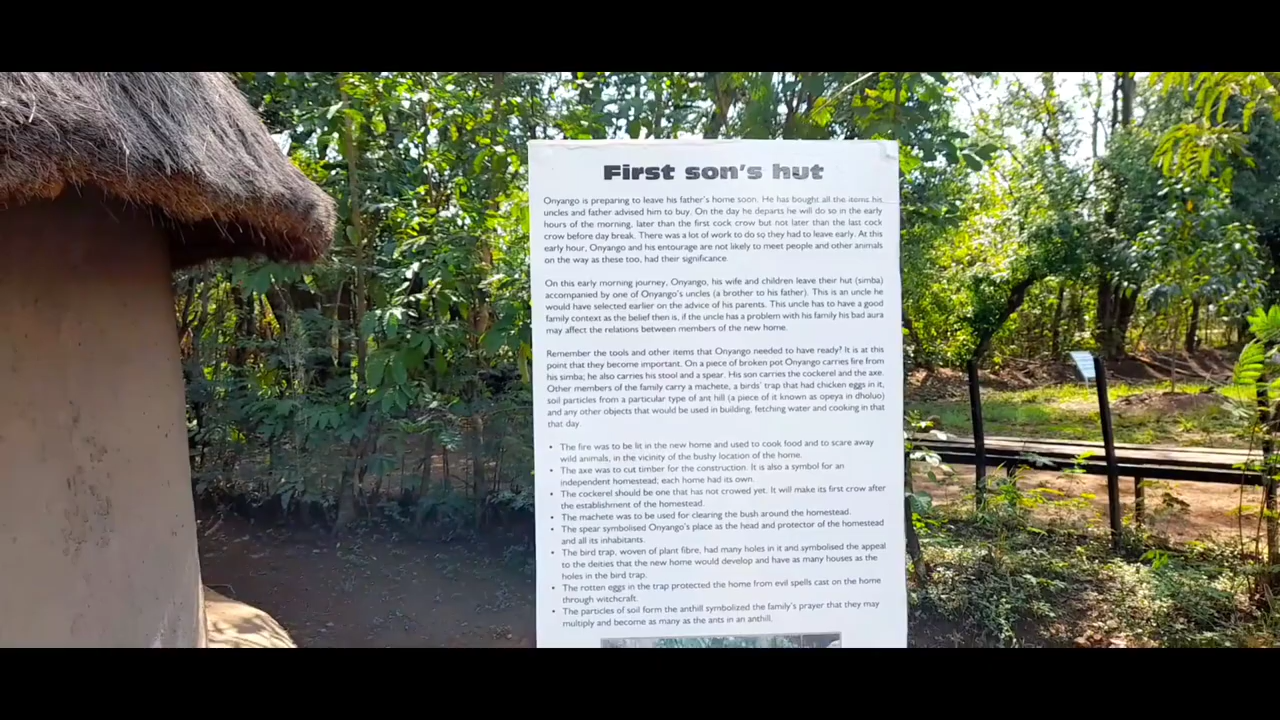 First son's hut
Onyango is preparing to leave his father's home soon. He has bought all the items his
uncles and father advised him to buy. On the day he departs he will do so in the early
hours of the morning, later than the first cock crow but not later than the last cock
crow before day break. There was a lot of work to do so they had to leave early. At this
early hour, Onyango and his entourage are not likely to meet people and other animals
on the way as these too, had their significance.
On this early morning journey, Onyango, his wife and children leave their hut (simba)
accompanied by one of Onyango's uncles (a brother to his father). This is an uncle he
would have selected earlier on the advice of his parents. This uncle has to have a good
family context as the belief then is, if the uncle has a problem with his family his bad aura
may affect the relations between members of the new home.
Remember the tools and other items that Onyango needed to have ready? It is at this
point that they become important. On a piece of broken pot Onyango carries fire from
his simba; he also carries his stool and a spear. His son carries the cockerel and the axe.
Other members of the family carry a machete, a birds' trap that had chicken eggs in it,
soil particles from a particular type of ant hill (a piece of it known as opeya in dholuo)
and any other objects that would be used in building, fetching water and cooking in that
that day.
• The fire was to be lit in the new home and used to cook food and to scare away
wild animals, in the vicinity of the bushy location of the home.
• The axe was to cut timber for the construction. It is also a symbol for an
independent homestead, each home had its own.
• The cockerel should be one that has not crowed yet. It will make its first crow after
the establishment of the homestead.
• The machete was to be used for clearing the bush around the homestead.
• The spear symbolised Onyango's place as the head and protector of the homestead
and all its inhabitants.
• The bird trap, woven of plant fibre, had many holes in it and symbolised the appeal
to the deities that the new home would develop and have as many houses as the
holes in the bird trap.
• The rotten eggs in the trap protected the home from evil spells cast on the home
through witchcraft.
• The particles of soil form the anthill symbolized the family's prayer that they may
multiply and become as many as the ants in an anthill.